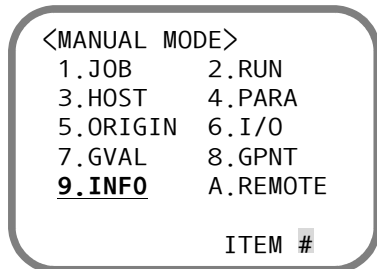 <MANUAL MODE>
1.JOB 2.RUN
3.HOST 4.PARA
5.ORIGIN 6.I/O
7.GVAL 8.GPNT
9.INFO A.REMOTE
ITEM #